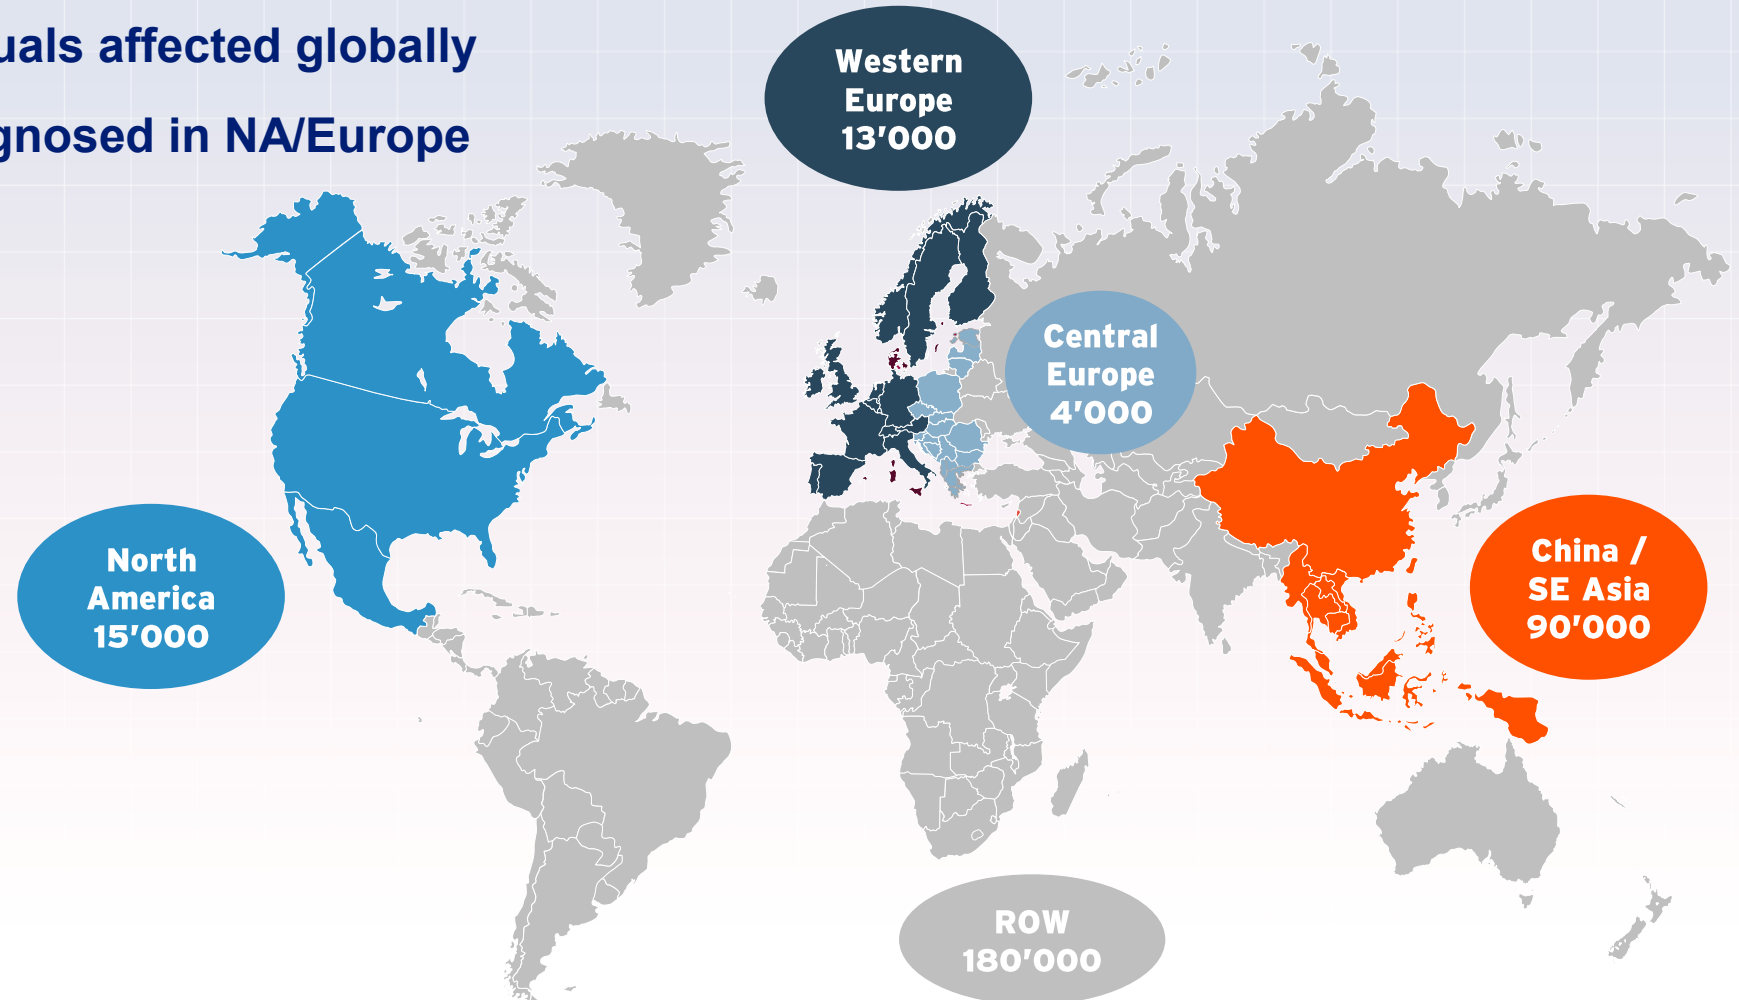 uals affected globally
gnosed in NA/Europe
Western
Europe
13'000
Central
Europe
4'000
North
America
15'000
China /
SE Asia
90'000
ROW
180'000